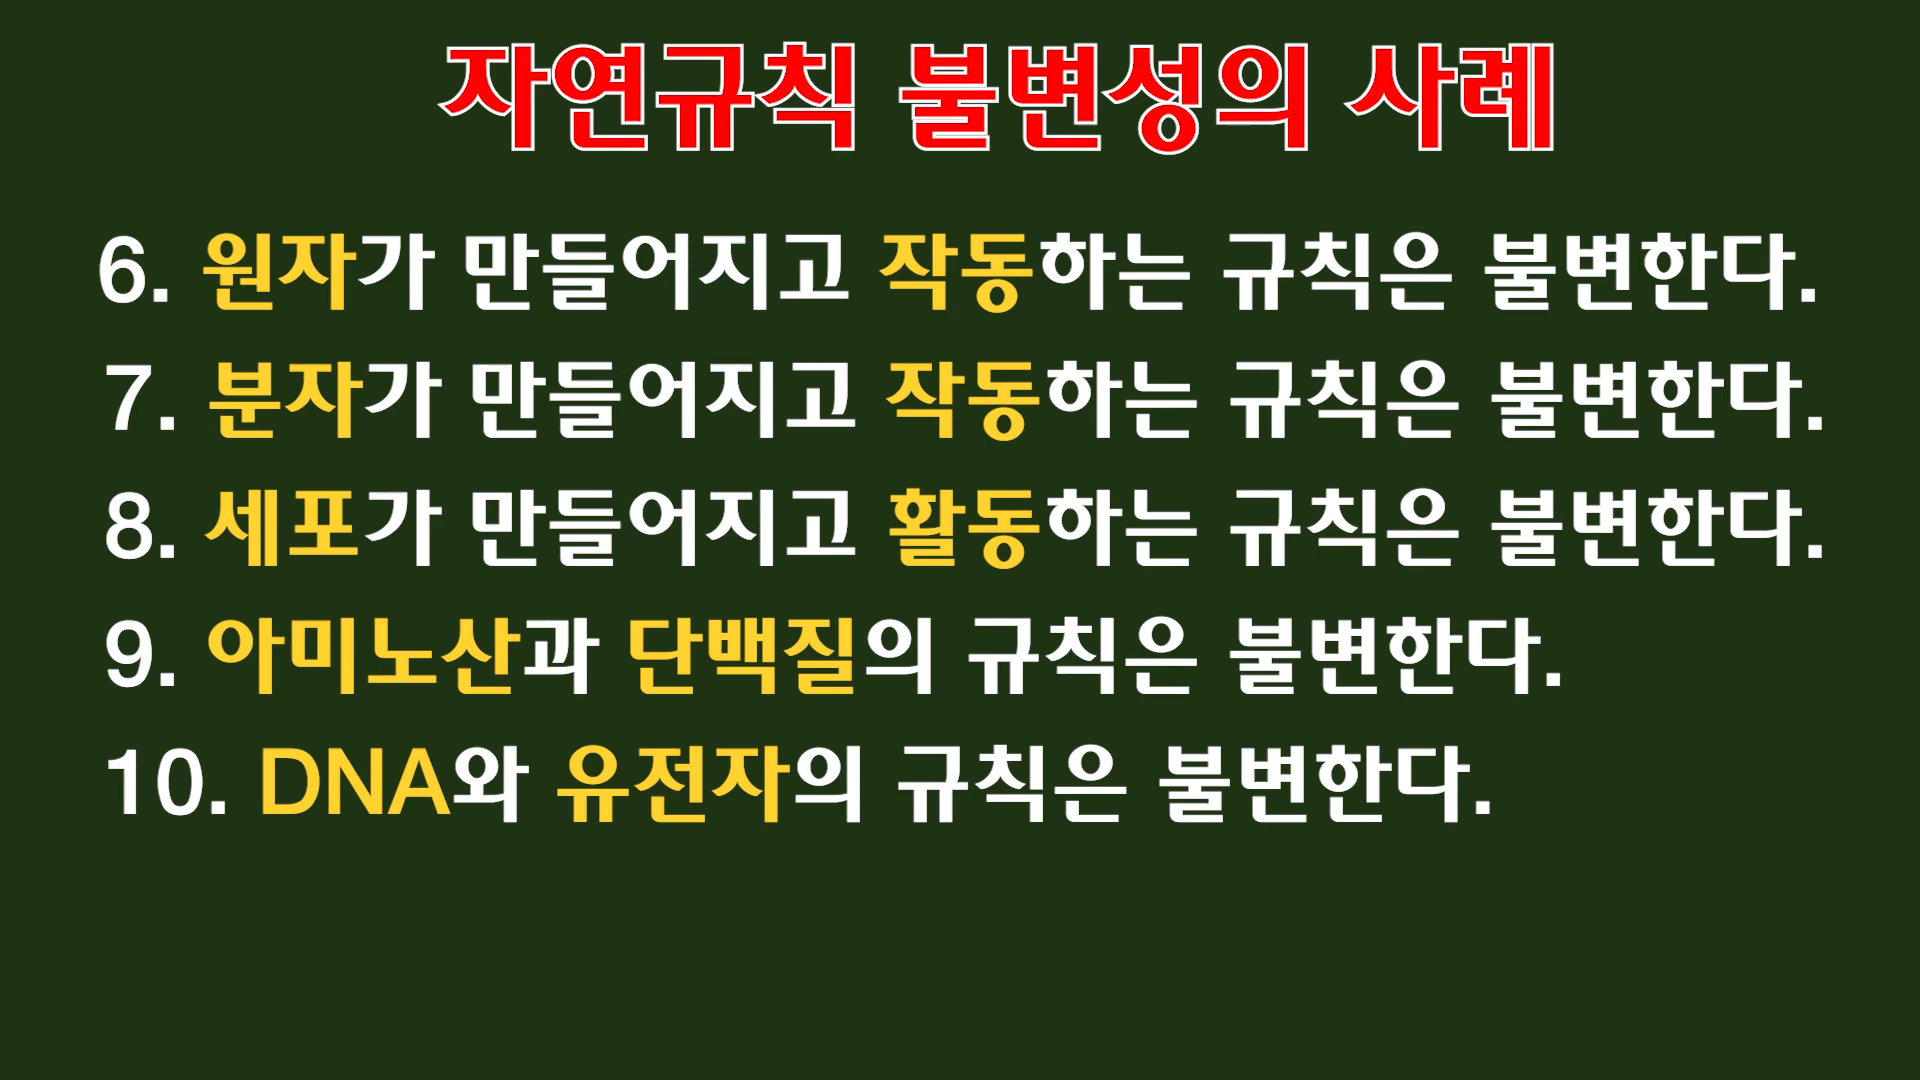 자연규칙 불변성의 사례
6. 원자가 만들어지고 작동하는 규칙은 불변한다.
7. 분자가 만들어지고 작동하는 규칙은 불변한다.
8. 세포가 만들어지고 활동하는 규칙은 불변한다.
9. 아미노산과 단백질의 규칙은 불변한다.
10. DNA와 유전자의 규칙은 불변한다.